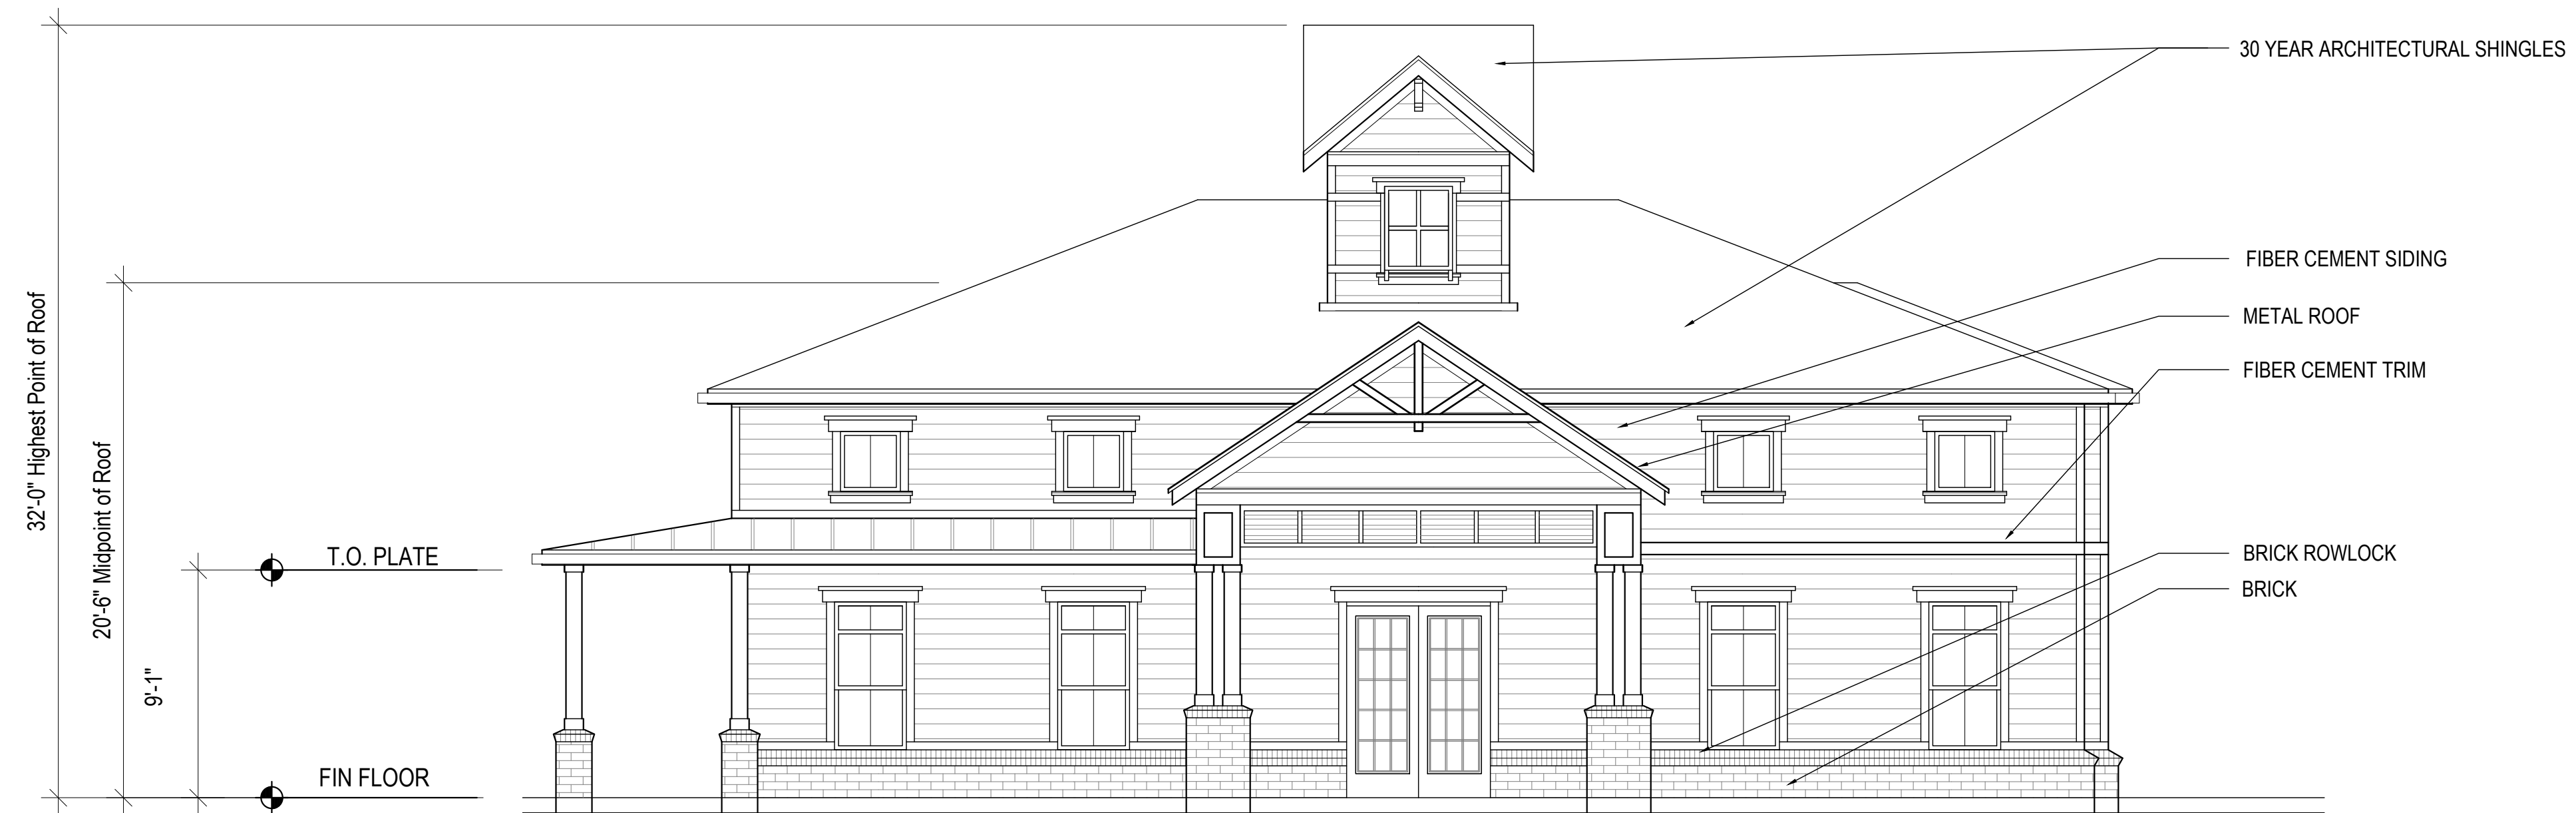 32'-0" Highest Point of Roof
20'-6" Midpoint of Roof
9'-1"
T.O. PLATE
FIN FLOOR
30 YEAR ARCHITECTURAL SHINGLES
FIBER CEMENT SIDING
METAL ROOF
FIBER CEMENT TRIM
BRICK ROWLOCK
BRICK